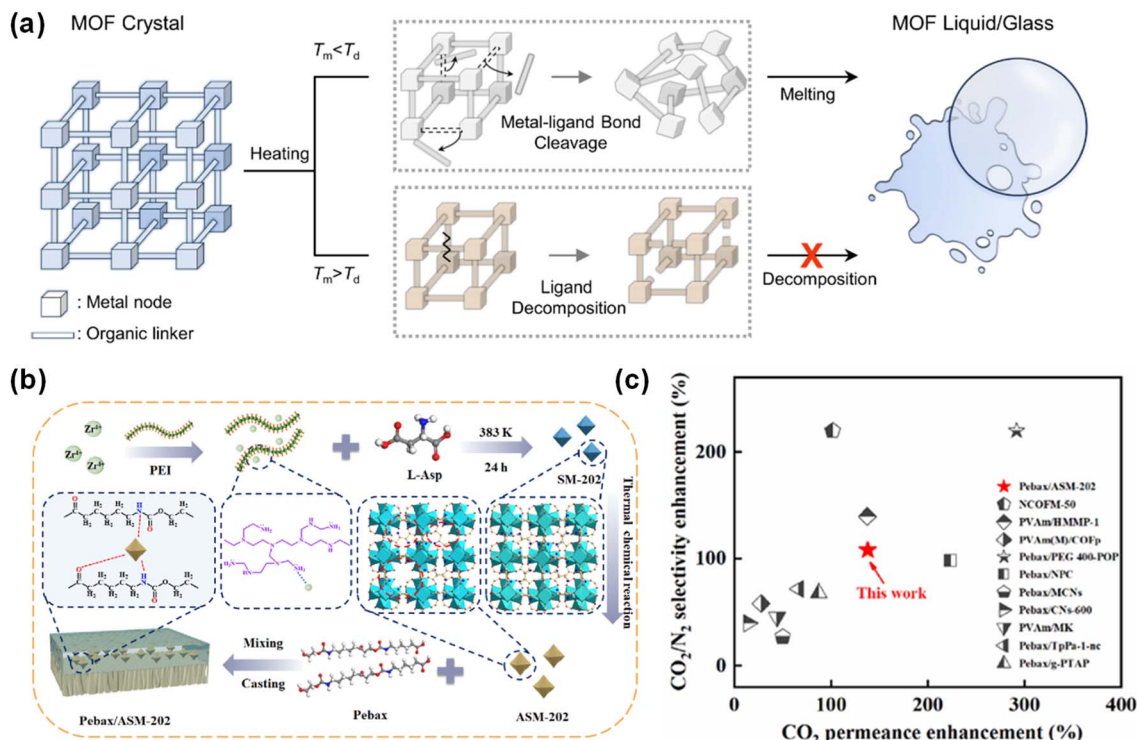 (a)
MOF Crystal
MOF Liquid/Glass
Tm<Td
Metal-ligand Bond
Cleavage
Melting
Heating
Tm>Td
Ligand
Decomposition
Decomposition
: Metal node
: Organic linker
(b)
Zr4+
Zr4+
Zr4+
PEI
L-Asp
383 K
24 h
SM-202
Thermal chemical reaction
Mixing
Casting
Pebax/ASM-202
Pebax
ASM-202
(c)
CO2/N2 selectivity enhancement (%)
200
100
0
Pebax/ASM-202
NCOFM-50
PVAm/HMMP-1
PVAm(M)/COFp
Pebax/PEG 400-POP
Pebax/NPC
Pebax/MCNs
Pebax/CNs-600
PVAm/MK
Pebax/TpPa-1-nc
Pebax/g-PTAP
This work
0 100 200 300 400
CO2 permeance enhancement (%)